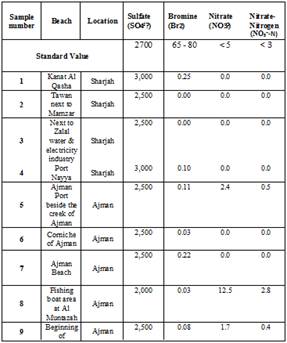 Sample number Beach Location Sulfate (SO4²) Bromine (Br2) Nitrate (NO3) Nitrate-Nitrogen (NO3-N)
Standard Value 2700 65 - 80 < 5 < 3
1 Kanat Al Qasba Sharjah 3,000 0.25 0.0 0.0
2 Tawan next to Mamzar Sharjah 2,500 0.00 0.0 0.0
3 Next to Zalal water & electricity industry Sharjah 2,500 0.00 0.0 0.0
4 Port Nayya Sharjah 3,000 0.10 0.0 0.0
5 Ajman Port beside the creek of Ajman Ajman 2,500 0.11 2.4 0.5
6 Corniche of Ajman Ajman 2,500 0.03 0.0 0.0
7 Ajman Beach Ajman 2,500 0.22 0.0 0.0
8 Fishing boat area at Al Muntazah Ajman 2,000 0.03 12.5 2.8
9 Beginning of Ajman 2,500 0.08 1.7 0.4